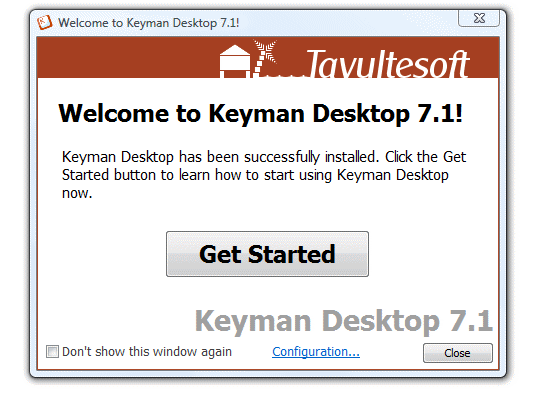 Welcome to Keyman Desktop 7.1!
Tavultesoft
Welcome to Keyman Desktop 7.1!
Keyman Desktop has been successfully installed. Click the Get
Started button to learn how to start using Keyman Desktop
now.
Get Started
Keyman Desktop 7.1
Don't show this window again Configuration... Close